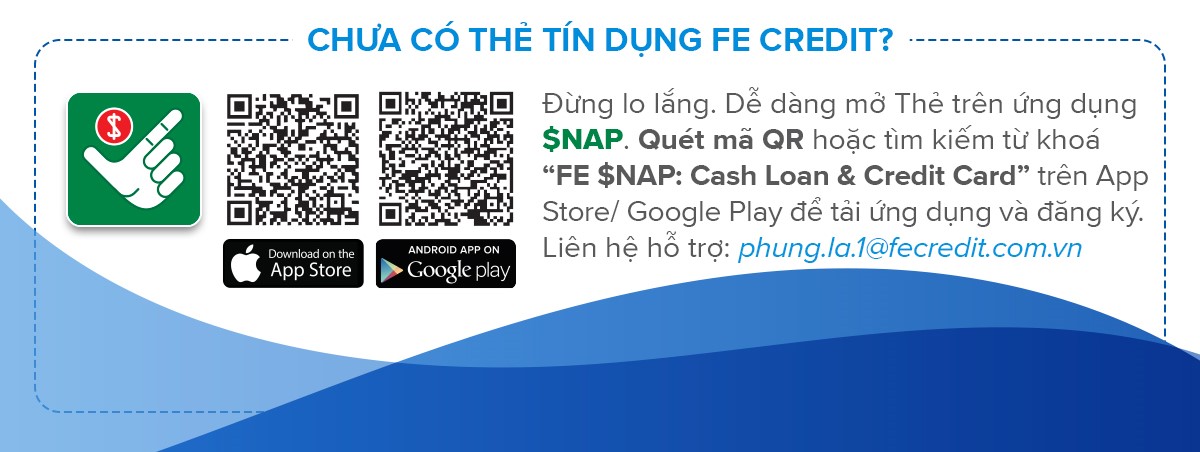 CHƯA CÓ THẺ TÍN DỤNG FE CREDIT?
$
Đừng lo lắng. Dễ dàng mở Thẻ trên ứng dụng
$NAP. Quét mã QR hoặc tìm kiếm từ khoá
“FE $NAP: Cash Loan & Credit Card” trên App
Store/ Google Play để tải ứng dụng và đăng ký.
Liên hệ hỗ trợ: phung.la.1@fecredit.com.vn
Download on the
App Store
ANDROID APP ON
Google play